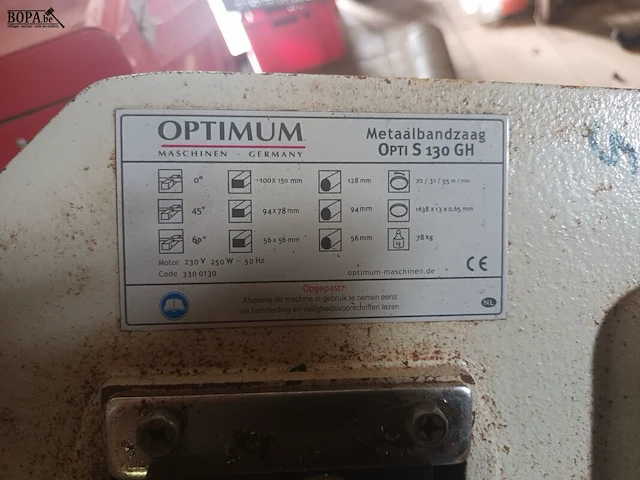 BOPA.be
OPTIMUM
MASCHINEN - GERMANY
Metaalbandzaag
OPTI S 130 GH
0° 100 x 150 mm 128 mm 22 / 31 / 55 m / min
45° 94 x 78 mm 94 mm 1638 x 13 x 0,65 mm
60° 56 x 56 mm 56 mm kg 78 kg
Motor 230 V 250 W ~ 50 Hz
Code 330 0130
optimum-maschinen.de
CE
Opgepast:
Alvorens de machine in gebruik te nemen eerst
de handleiding en veiligheidsvoorschriften lezen
NL